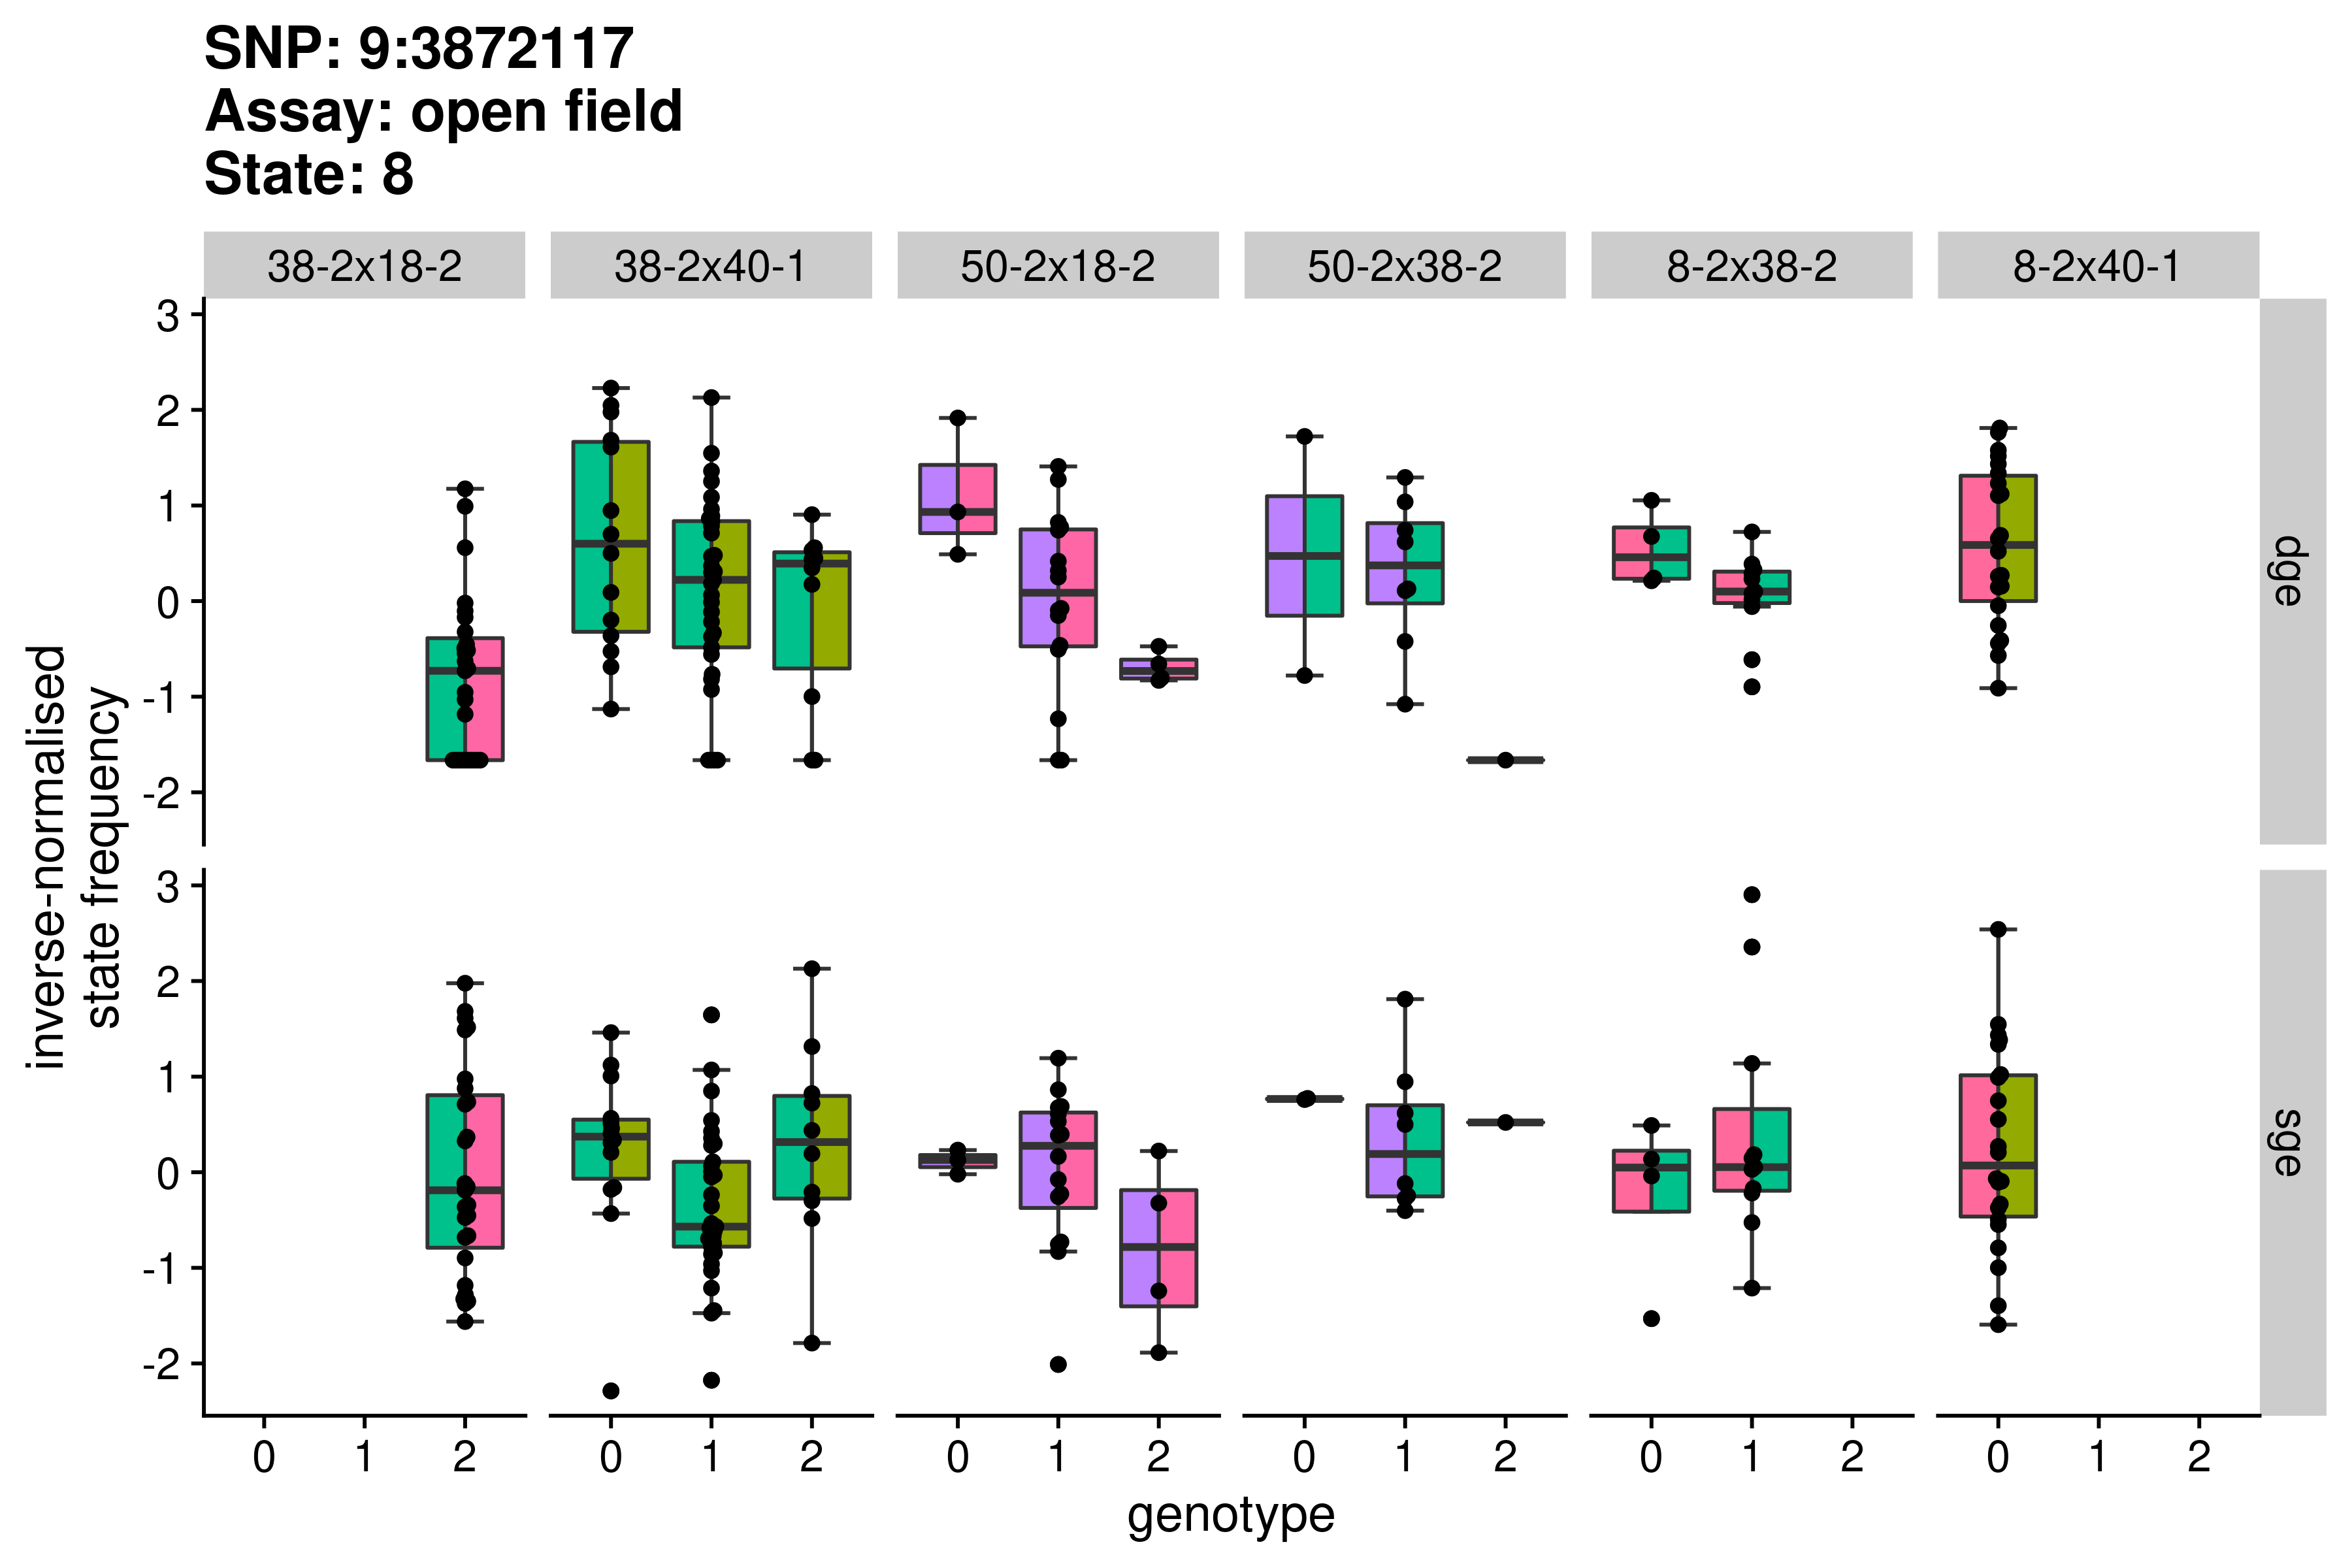 SNP: 9:3872117
Assay: open field
State: 8
38-2x18-2 38-2x40-1 50-2x18-2 50-2x38-2 8-2x38-2 8-2x40-1
3
2
1
0
-1
-2
dge
3
2
1
0
-1
-2
sge
inverse-normalised
state frequency
0 1 2 0 1 2 0 1 2 0 1 2 0 1 2 0 1 2
genotype